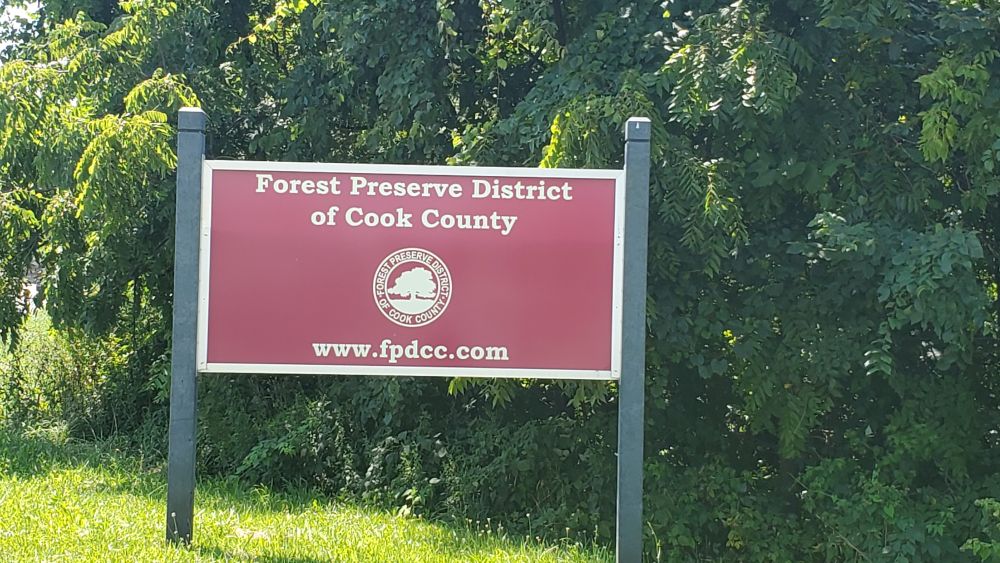 Forest Preserve District
of Cook County
FOREST PRESERVE DISTRICT
OF COOK COUNTY
www.fpdcc.com